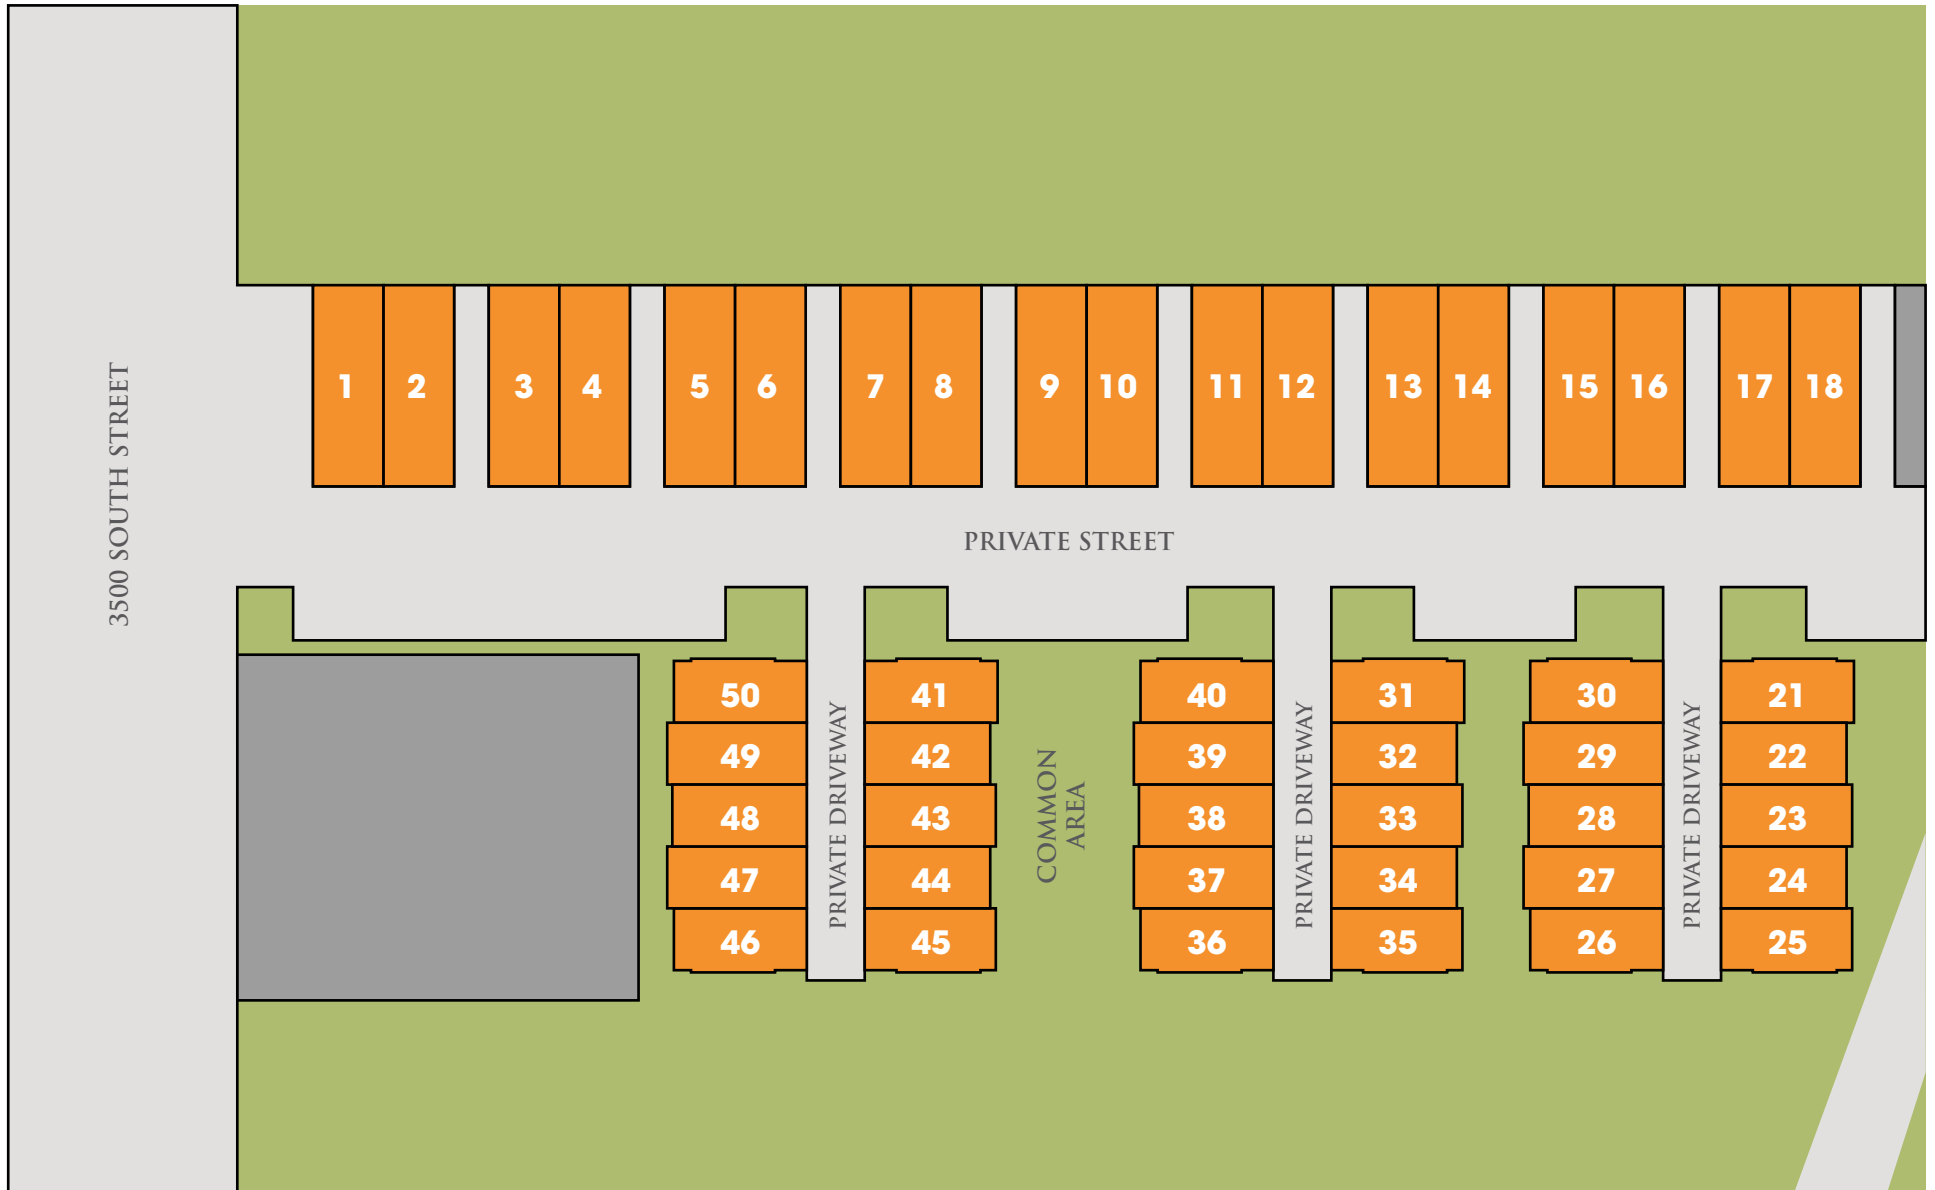 3500 SOUTH STREET
1 2 3 4 5 6 7 8 9 10 11 12 13 14 15 16 17 18
PRIVATE STREET
50 41 40 31 30 21
49 42 39 32 29 22
48 43 38 33 28 23
47 44 37 34 27 24
46 45 36 35 26 25
PRIVATE DRIVEWAY
COMMON
AREA
PRIVATE DRIVEWAY
PRIVATE DRIVEWAY